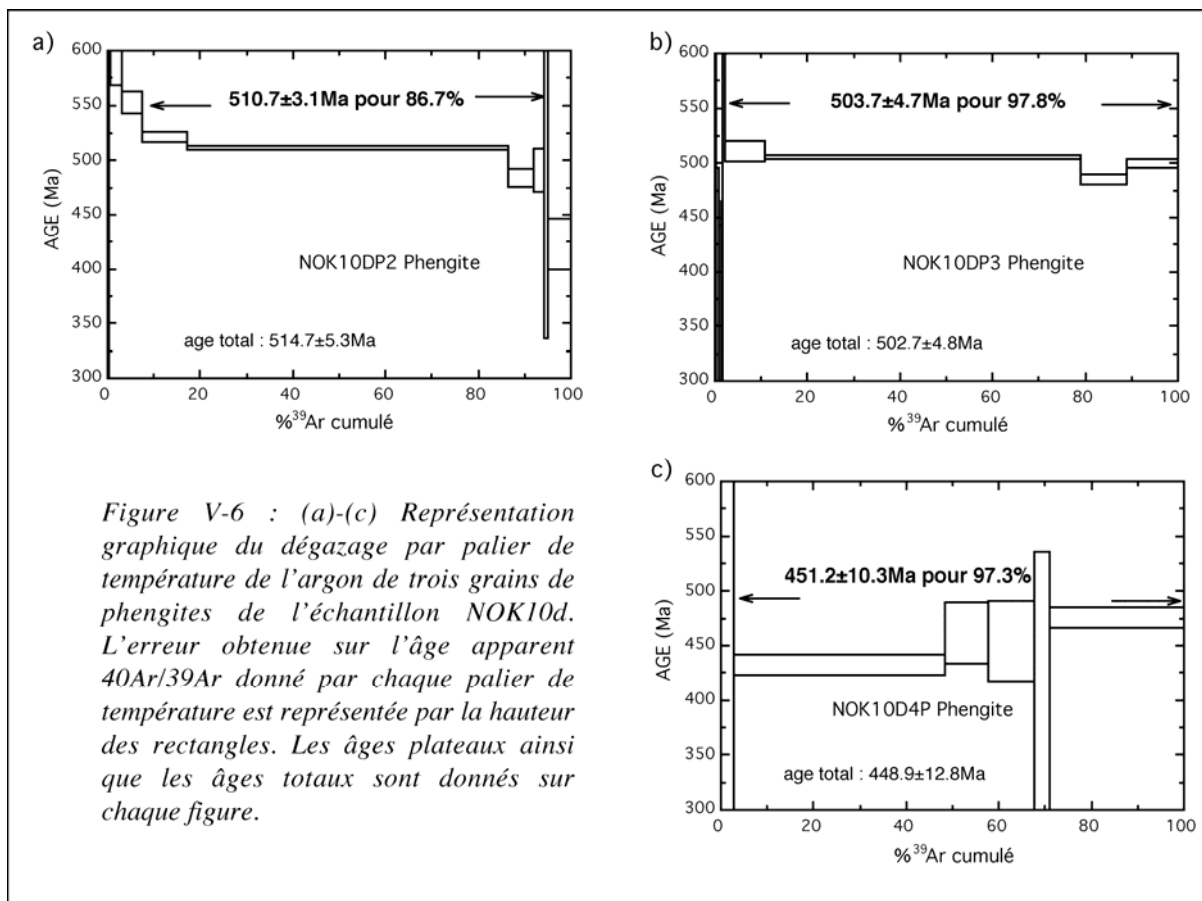 a)
600
550
500
450
400
350
300
AGE (Ma)
510.7±3.1Ma pour 86.7%
NOK10DP2 Phengite
age total : 514.7±5.3Ma
0 20 40 60 80 100
%³⁹Ar cumulé
b)
600
550
500
450
400
350
300
AGE (Ma)
503.7±4.7Ma pour 97.8%
NOK10DP3 Phengite
age total : 502.7±4.8Ma
0 20 40 60 80 100
%³⁹Ar cumulé
c)
600
550
500
450
400
350
300
AGE (Ma)
451.2±10.3Ma pour 97.3%
NOK10D4P Phengite
age total : 448.9±12.8Ma
0 20 40 60 80 100
%³⁹Ar cumulé
Figure V-6 : (a)-(c) Représentation
graphique du dégazage par palier de
température de l'argon de trois grains de
phengites de l'échantillon NOK10d.
L'erreur obtenue sur l'âge apparent
40Ar/39Ar donné par chaque palier de
température est représentée par la hauteur
des rectangles. Les âges plateaux ainsi
que les âges totaux sont donnés sur
chaque figure.